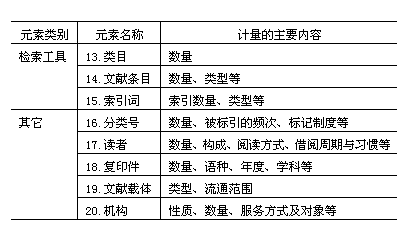 元素类别 元素名称 计量的主要内容
检索工具 13.类目 数量
14.文献条目 数量、类型等
15.索引词 索引数量、类型等
其它 16.分类号 数量、被标引的频次、标记制度等
17.读者 数量、构成、阅读方式、借阅周期与习惯等
18.复印件 数量、语种、年度、学科等
19.文献载体 类型、流通范围
20.机构 性质、数量、服务方式及对象等